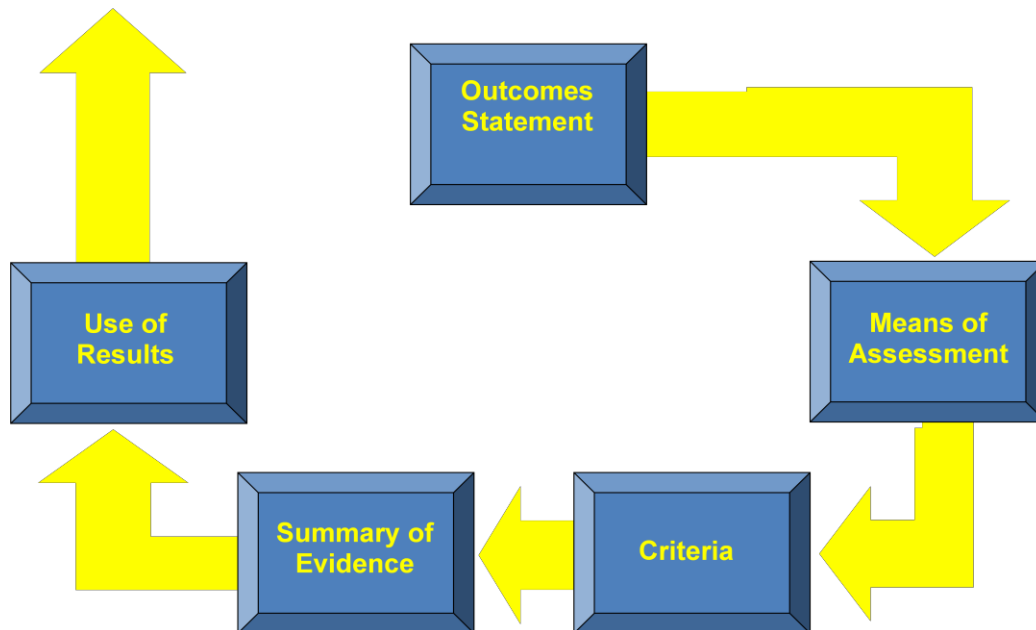 Outcomes
Statement
Means of
Assessment
Criteria
Summary of
Evidence
Use of
Results